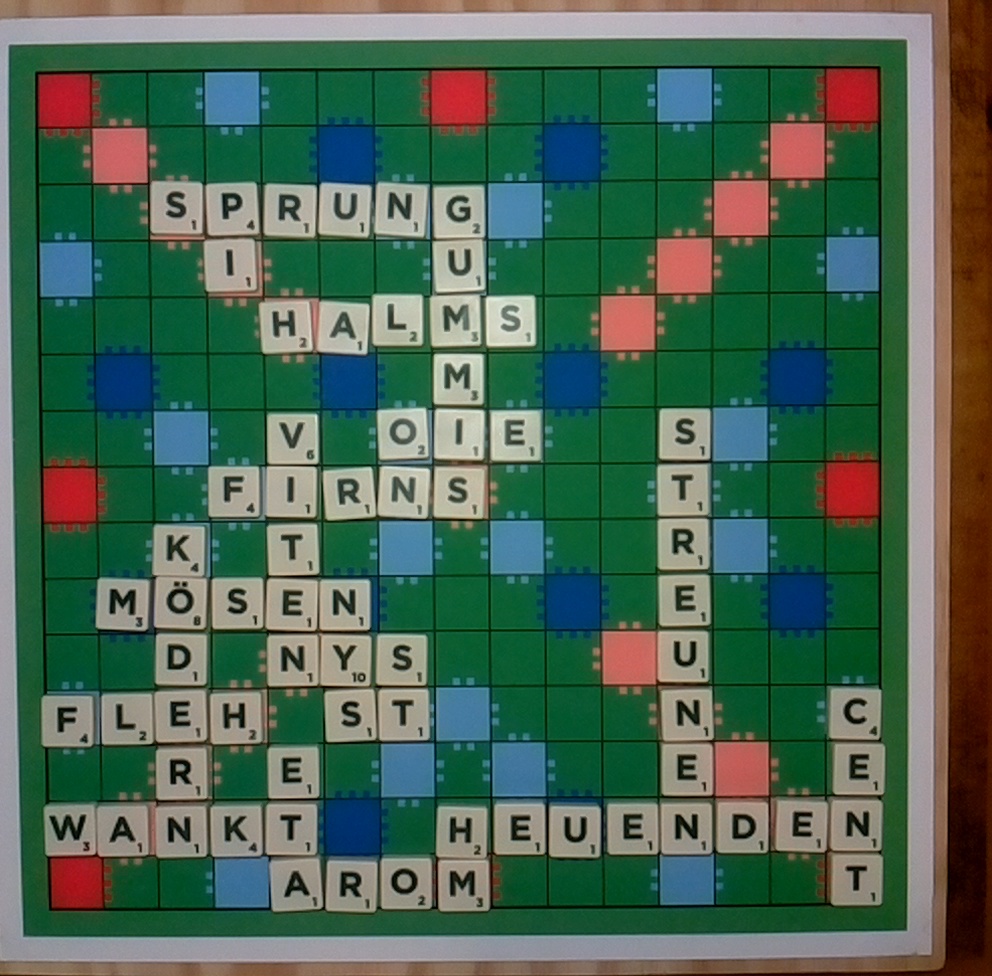 SPRUNG
I U
HALMS
M
V OIE S
FIRNS T
K T R
MÖSEN E
D NYS U
FLEH ST N C
R E E E
WANKT HEUENDEN
AROM T